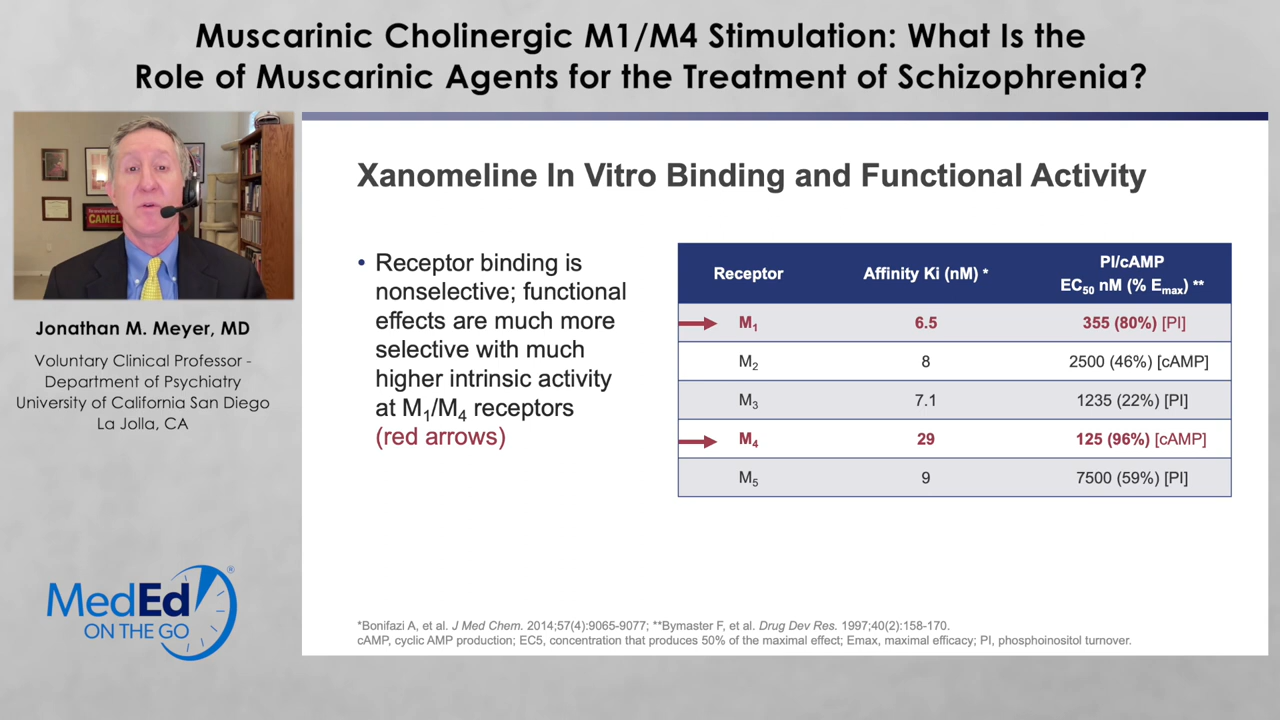 Muscarinic Cholinergic M1/M4 Stimulation: What Is the
Role of Muscarinic Agents for the Treatment of Schizophrenia?
CAMEL
Jonathan M. Meyer, MD
Voluntary Clinical Professor -
Department of Psychiatry
University of California San Diego
La Jolla, CA
MedEd
ON THE GO
®
Xanomeline In Vitro Binding and Functional Activity
• Receptor binding is
nonselective; functional
effects are much more
selective with much
higher intrinsic activity
at M₁/M₄ receptors
(red arrows)
Receptor Affinity Ki (nM) * PI/cAMP
EC₅₀ nM (% Eₘₐₓ) **
M₁ 6.5 355 (80%) [PI]
M₂ 8 2500 (46%) [cAMP]
M₃ 7.1 1235 (22%) [PI]
M₄ 29 125 (96%) [cAMP]
M₅ 9 7500 (59%) [PI]
*Bonifazi A, et al. J Med Chem. 2014;57(4):9065-9077; **Bymaster F, et al. Drug Dev Res. 1997;40(2):158-170.
cAMP, cyclic AMP production; EC5, concentration that produces 50% of the maximal effect; Emax, maximal efficacy; PI, phosphoinositol turnover.